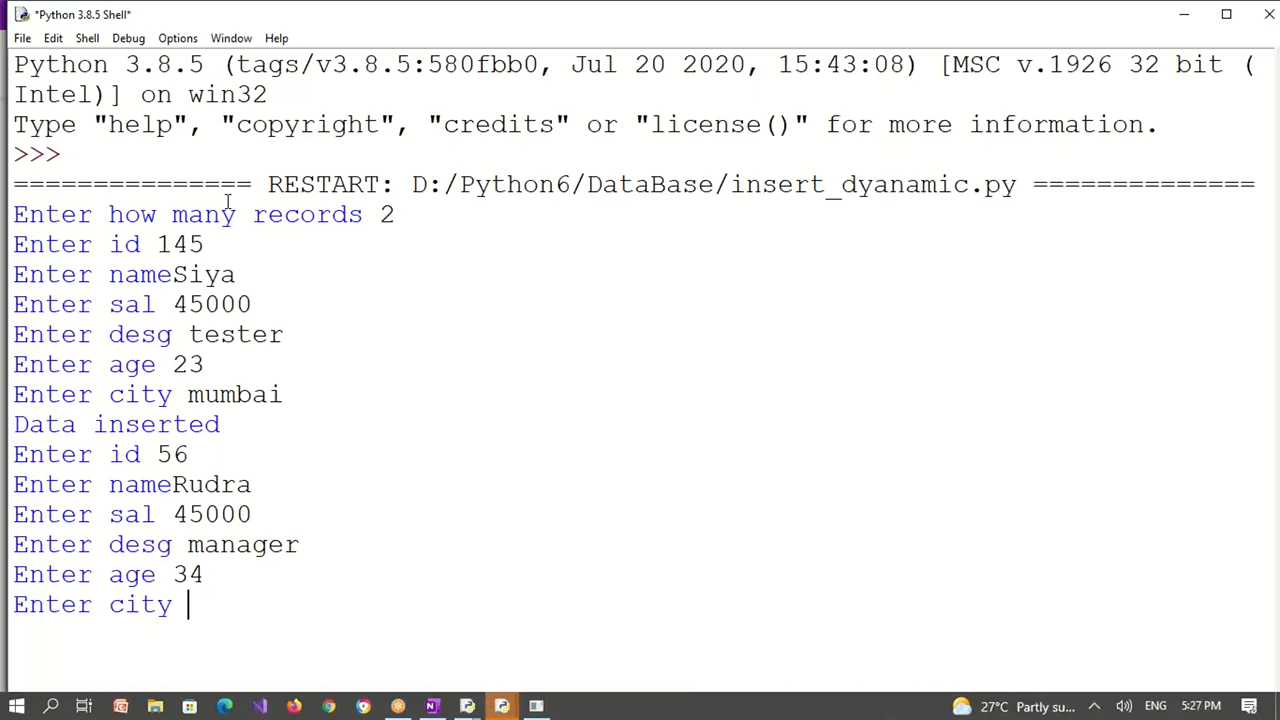 *Python 3.8.5 Shell*
File Edit Shell Debug Options Window Help
Python 3.8.5 (tags/v3.8.5:580fbb0, Jul 20 2020, 15:43:08) [MSC v.1926 32 bit (
Intel)] on win32
Type "help", "copyright", "credits" or "license()" for more information.
>>>
=============== RESTART: D:/Python6/DataBase/insert_dyanamic.py ==============
Enter how many records 2
Enter id 145
Enter nameSiya
Enter sal 45000
Enter desg tester
Enter age 23
Enter city mumbai
Data inserted
Enter id 56
Enter nameRudra
Enter sal 45000
Enter desg manager
Enter age 34
Enter city
27°C Partly su... ENG 5:27 PM